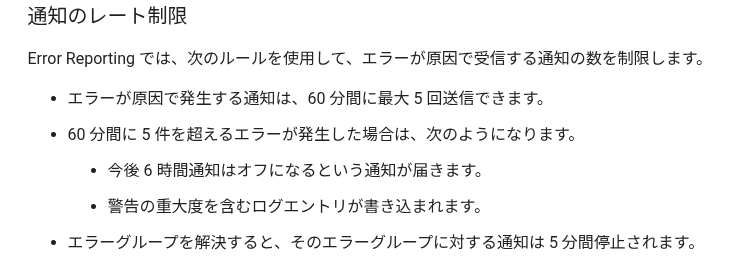 通知のレート制限
Error Reporting では、次のルールを使用して、エラーが原因で受信する通知の数を制限します。
• エラーが原因で発生する通知は、60 分間に最大 5 回送信できます。
• 60 分間に 5 件を超えるエラーが発生した場合は、次のようになります。
• 今後 6 時間通知はオフになるという通知が届きます。
• 警告の重大度を含むログエントリが書き込まれます。
• エラーグループを解決すると、そのエラーグループに対する通知は 5 分間停止されます。